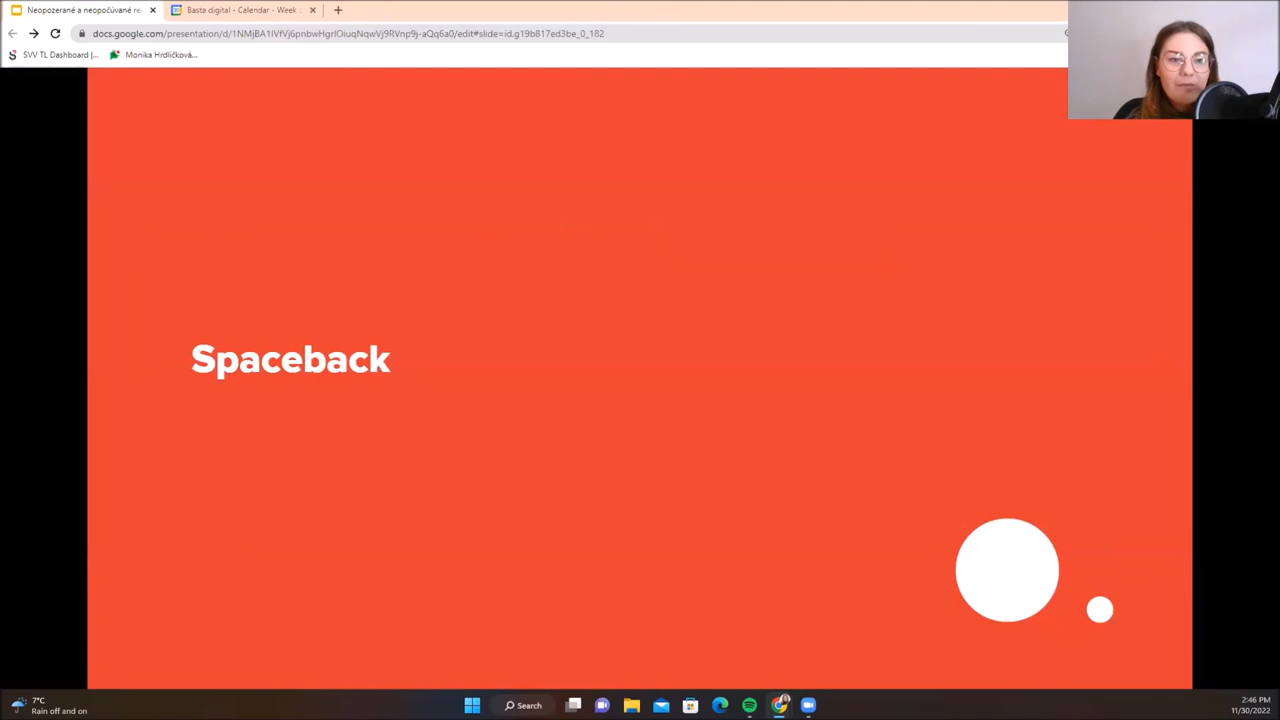 Neopozerané a neopočúvané re
Basta digital - Calendar - Week
docs.google.com/presentation/d/1NMjBA1IVfVj6pnbwHgrIOiuqNqwVj9RVnp9j-aQq6a0/edit#slide=id.g19b817ed3be_0_182
SVV TL Dashboard |...
Monika Hrdličková...
Spaceback
7°C
Rain off and on
Search
2:46 PM
11/30/2022